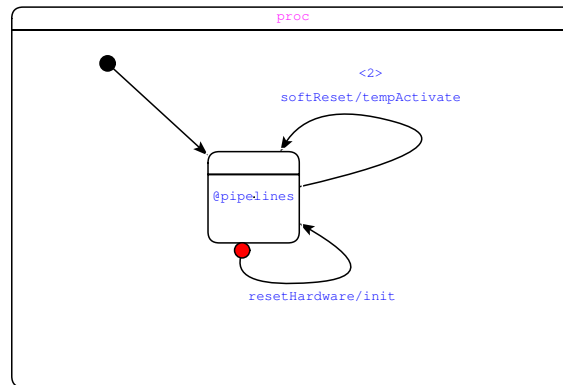 proc
<2>
softReset/tempActivate
@pipelines
resetHardware/init